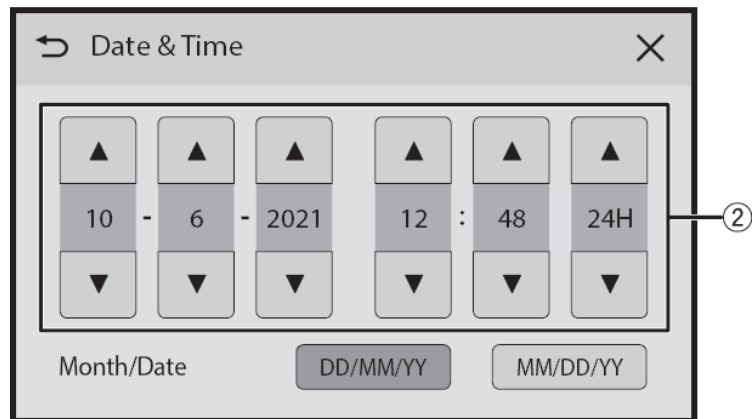 Date & Time
10 - 6 - 2021 12 : 48 24H
②
Month/Date DD/MM/YY MM/DD/YY